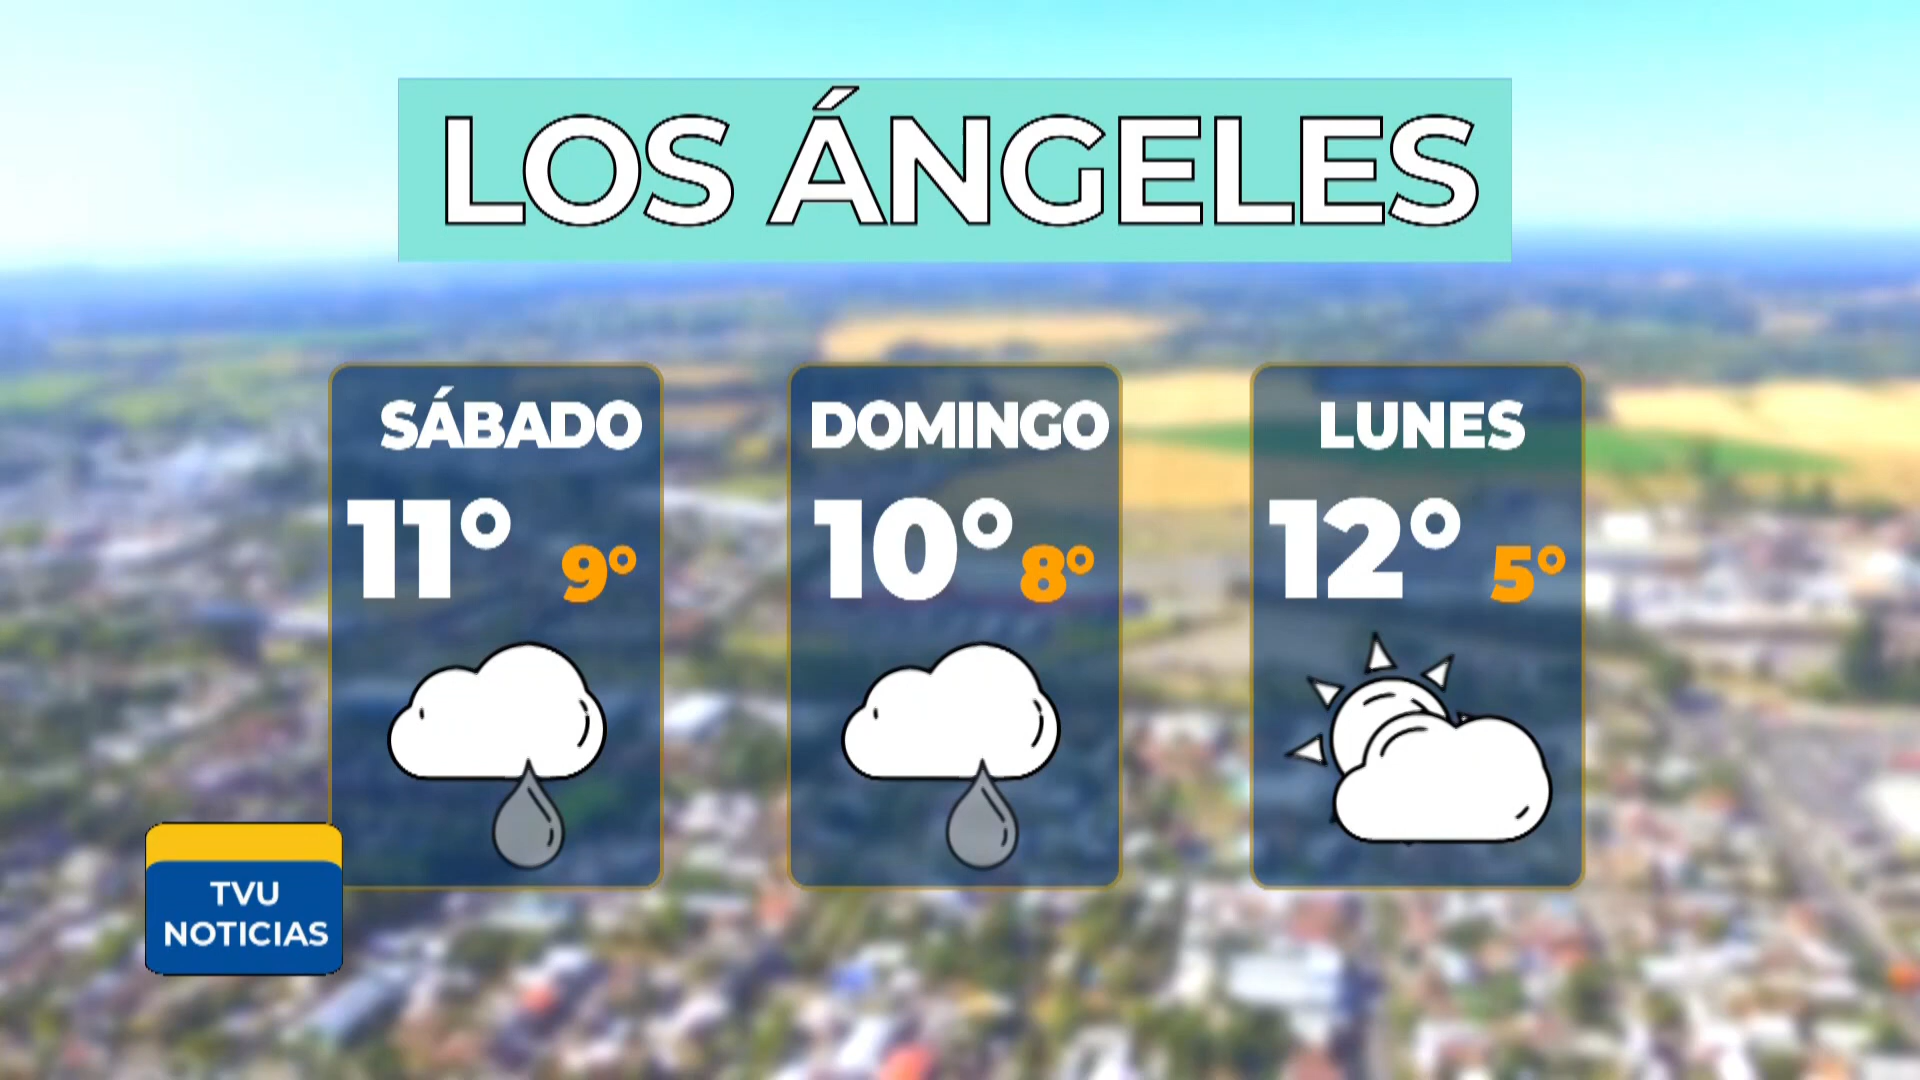 LOS ÁNGELES
SÁBADO
11° 9°
DOMINGO
10° 8°
LUNES
12° 5°
TVU
NOTICIAS